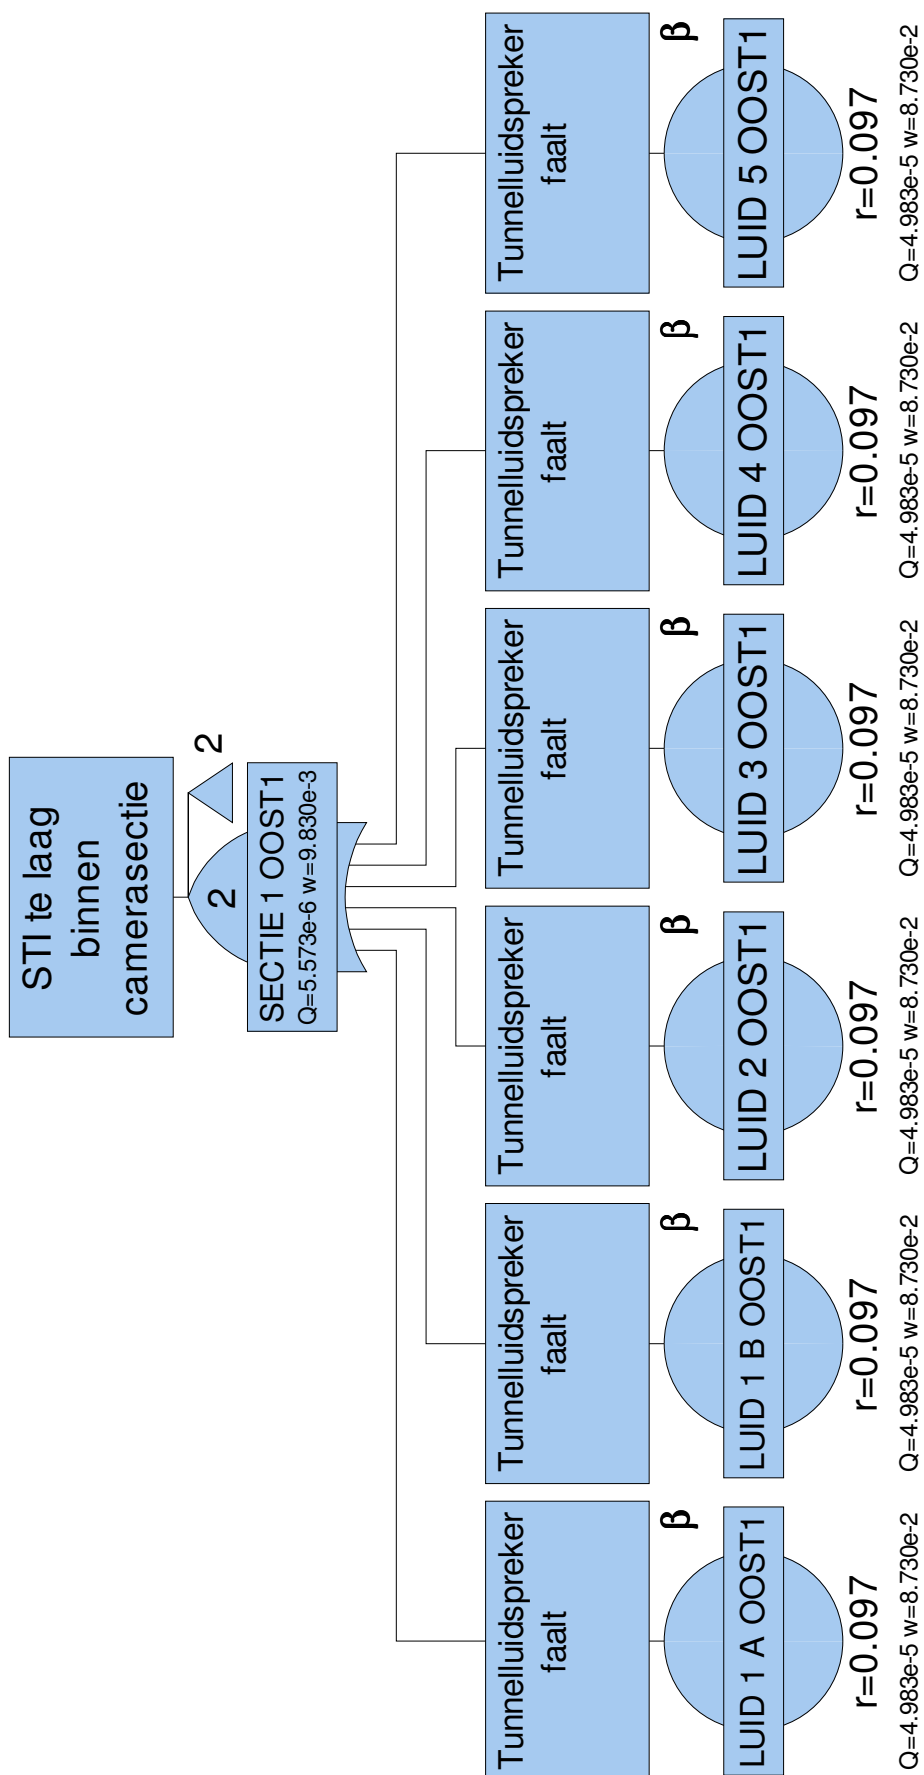 STI te laag
binnen
camerasectie
2
2
SECTIE 1 OOST1
Q=5.573e-6 w=9.830e-3
Tunnelluidspreker
faalt
β
LUID 1 A OOST1
r=0.097
Q=4.983e-5 w=8.730e-2
Tunnelluidspreker
faalt
β
LUID 1 B OOST1
r=0.097
Q=4.983e-5 w=8.730e-2
Tunnelluidspreker
faalt
β
LUID 2 OOST1
r=0.097
Q=4.983e-5 w=8.730e-2
Tunnelluidspreker
faalt
β
LUID 3 OOST1
r=0.097
Q=4.983e-5 w=8.730e-2
Tunnelluidspreker
faalt
β
LUID 4 OOST1
r=0.097
Q=4.983e-5 w=8.730e-2
Tunnelluidspreker
faalt
β
LUID 5 OOST1
r=0.097
Q=4.983e-5 w=8.730e-2